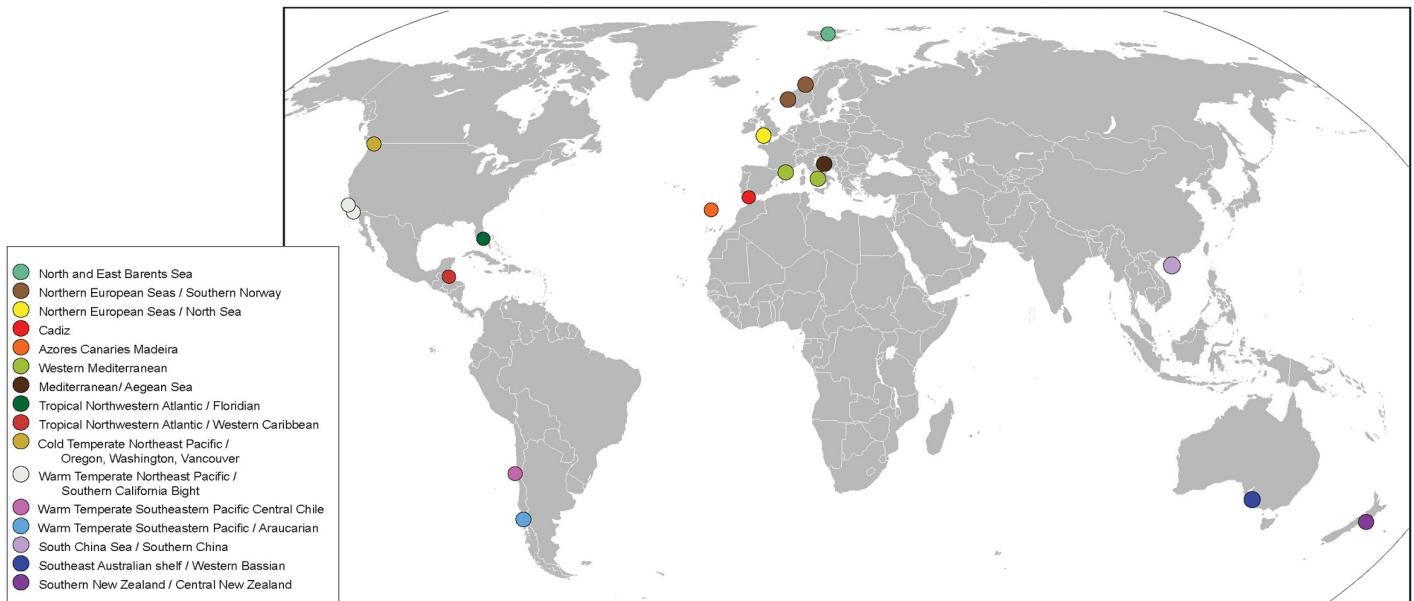 North and East Barents Sea
Northern European Seas / Southern Norway
Northern European Seas / North Sea
Cadiz
Azores Canaries Madeira
Western Mediterranean
Mediterranean/ Aegean Sea
Tropical Northwestern Atlantic / Floridian
Tropical Northwestern Atlantic / Western Caribbean
Cold Temperate Northeast Pacific /
Oregon, Washington, Vancouver
Warm Temperate Northeast Pacific /
Southern California Bight
Warm Temperate Southeastern Pacific Central Chile
Warm Temperate Southeastern Pacific / Araucarian
South China Sea / Southern China
Southeast Australian shelf / Western Bassian
Southern New Zealand / Central New Zealand